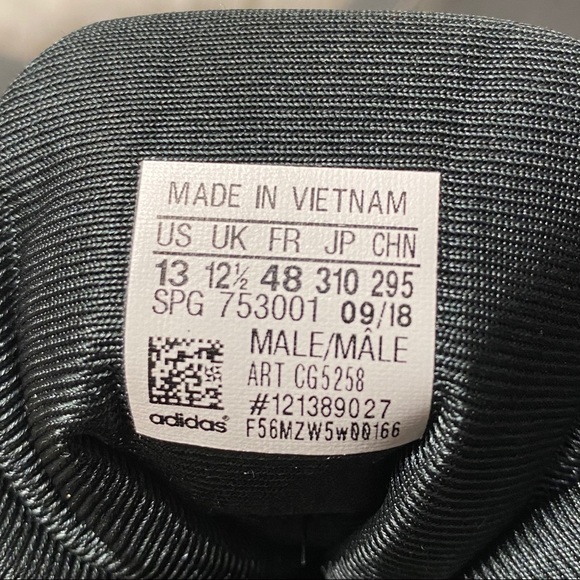 MADE IN VIETNAM
US UK FR JP CHN
13 12½ 48 310 295
SPG 753001 09/18
MALE/MÂLE
ART CG5258
#121389027
adidas® F56MZW5w00166